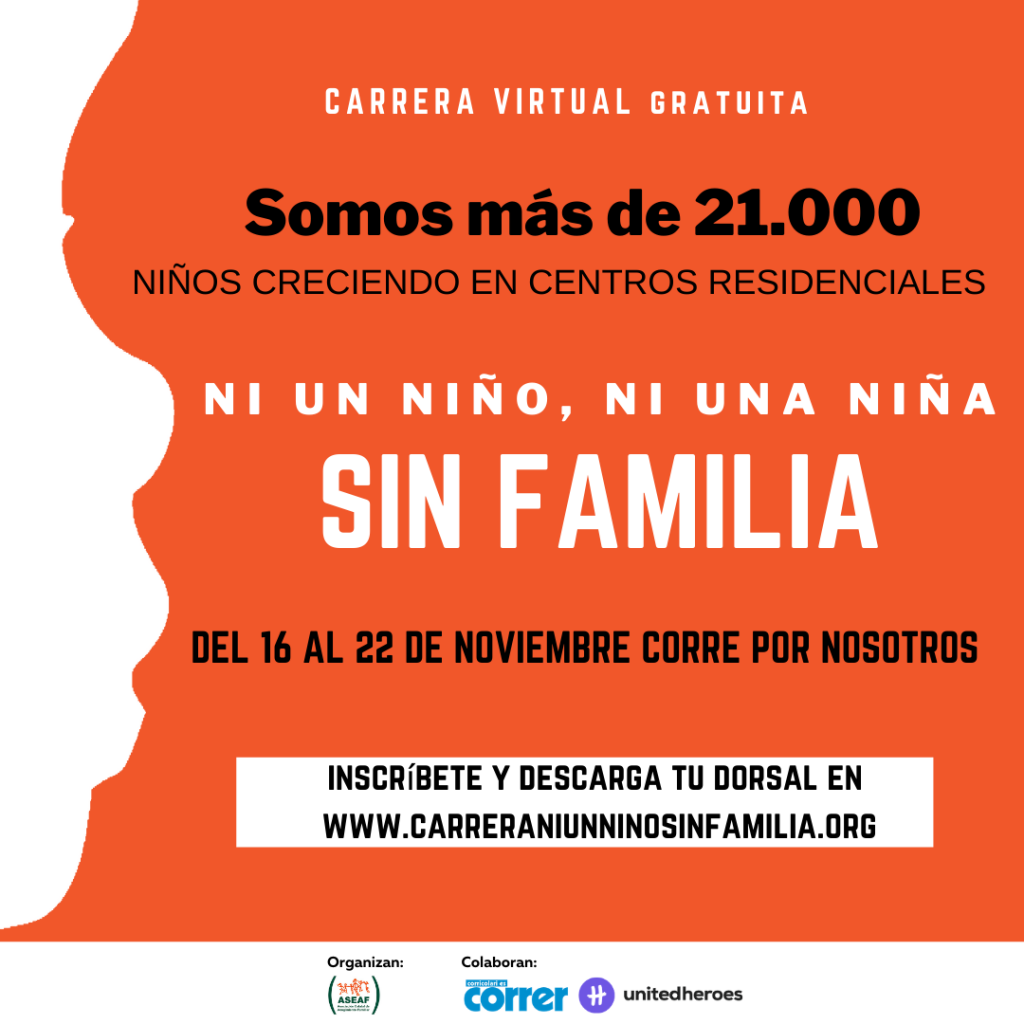 CARRERA VIRTUAL GRATUITA
Somos más de 21.000
NIÑOS CRECIENDO EN CENTROS RESIDENCIALES
NI UN NIÑO, NI UNA NIÑA
SIN FAMILIA
DEL 16 AL 22 DE NOVIEMBRE CORRE POR NOSOTROS
INSCRÍBETE Y DESCARGA TU DORSAL EN
WWW.CARRERANIUNNINOSINFAMILIA.ORG
Organizan: Colaboran:
ASEAF
corricolari es
correr
unitedheroes